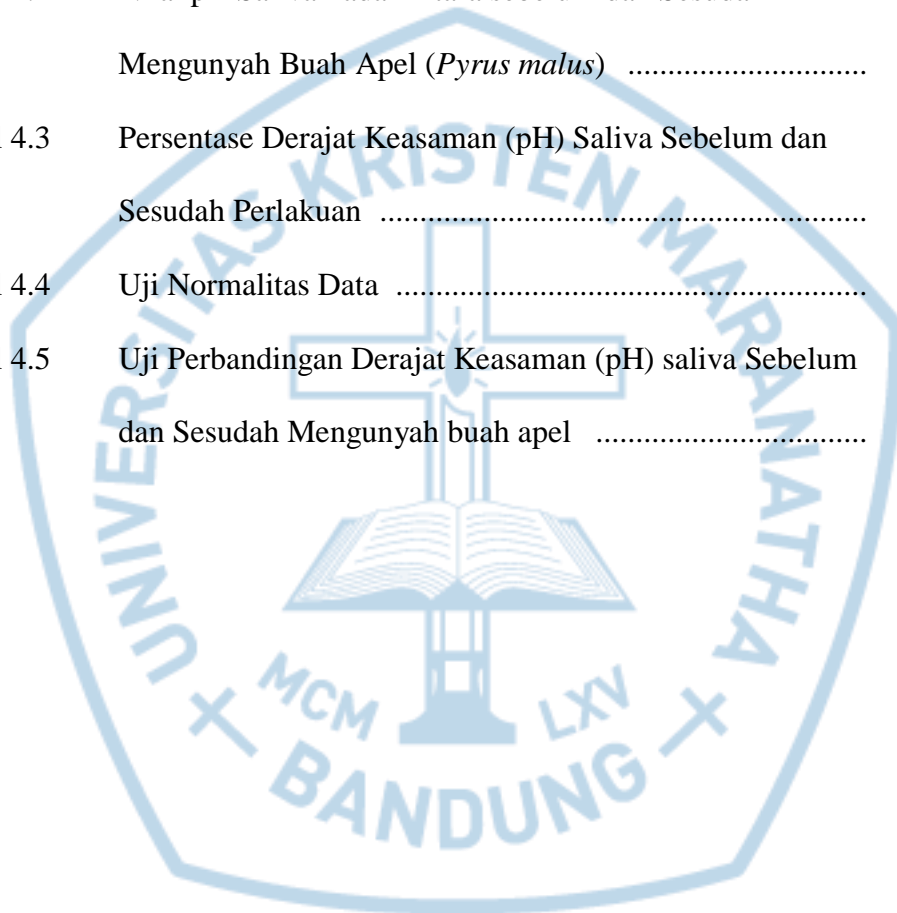 Mengunyah Buah Apel (Pyrus malus) ..............................
4.3 Persentase Derajat Keasaman (pH) Saliva Sebelum dan
Sesudah Perlakuan .............................................................
4.4 Uji Normalitas Data ...........................................................
4.5 Uji Perbandingan Derajat Keasaman (pH) saliva Sebelum
dan Sesudah Mengunyah buah apel ..................................
UNIVERSITAS KRISTEN MARANATHA
MCM LXV
BANDUNG